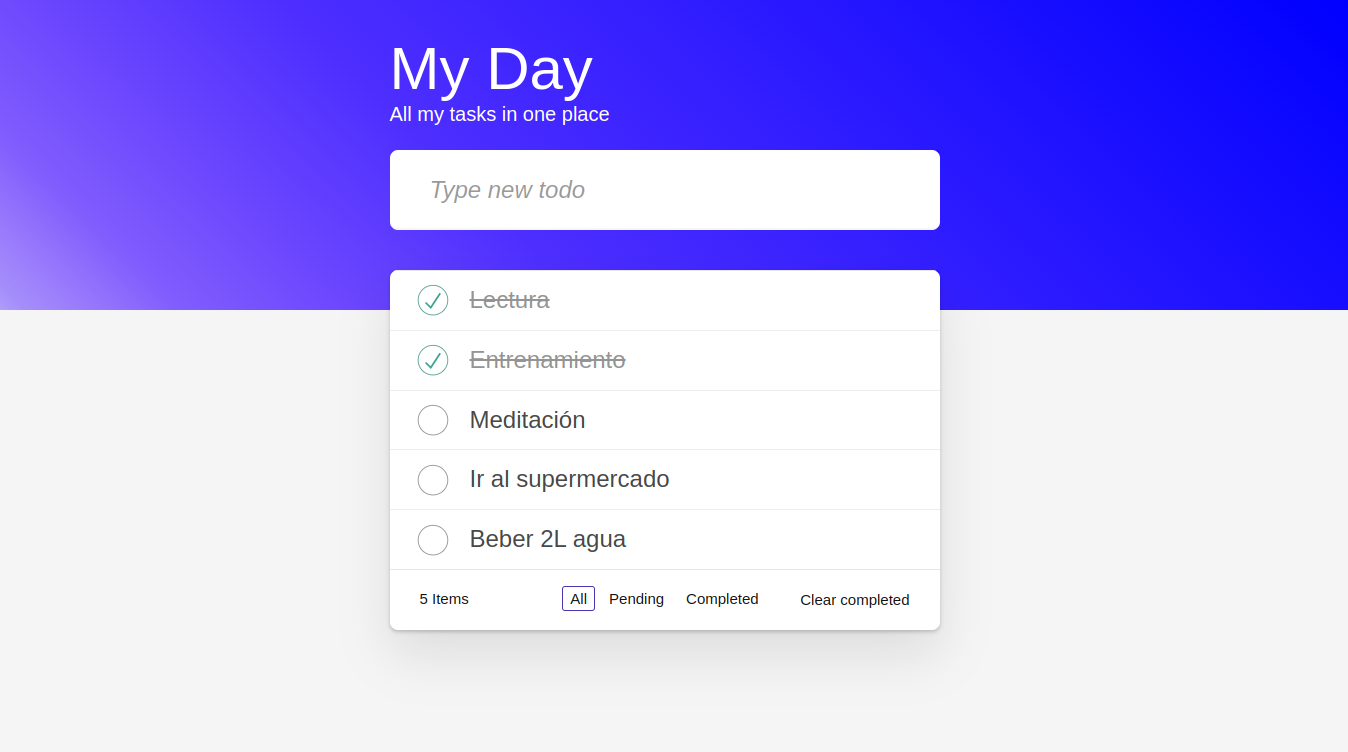 My Day
All my tasks in one place
Type new todo
Lectura
Entrenamiento
Meditación
Ir al supermercado
Beber 2L agua
5 Items All Pending Completed Clear completed